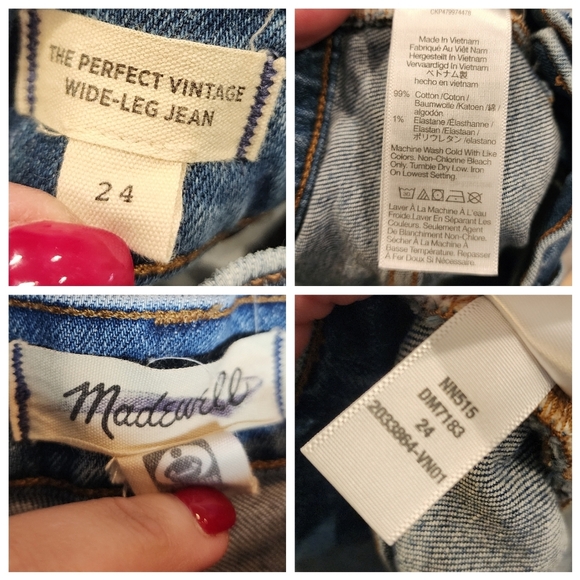 THE PERFECT VINTAGE
WIDE-LEG JEAN
24
Made In Vietnam
Fabriqué Au Viêt Nam
Hergestellt In Vietnam
Vervaardigd In Vietnam
ベトナム製
hecho en vietnam
99% Cotton /Coton /
Baumwolle /Katoen /綿 /
algodón
1% Elastane /Élasthanne /
Elastan /Elastaan /
ポリウレタン /elastano
Machine Wash Cold With Like
Colors. Non-Chlorine Bleach
Only. Tumble Dry Low. Iron
On Lowest Setting.
Laver À La Machine À L'eau
Froide.Laver En Séparant Les
Couleurs. Seulement Agent
De Blanchiment Non-Chlore.
Sécher À La Machine À
Basse Température. Repasser
À Fer Doux Si Nécessaire.
Madewell
NN515
DM7183
24
2033864-VN01